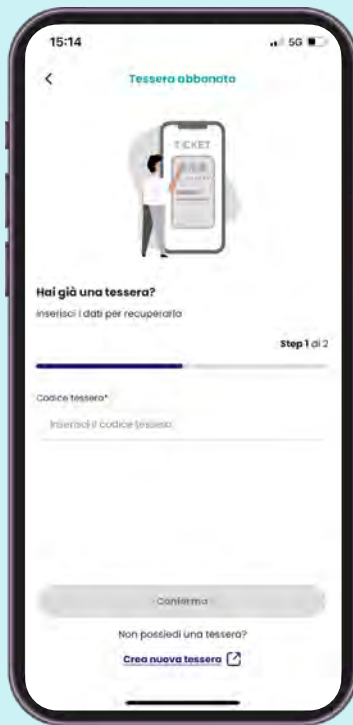 15:14
5G
Tessera abbonato
TICKET
Hai già una tessera?
Inserisci i dati per recuperarla
Step 1 di 2
Codice tessera*
Inserisci il codice tessera
Conferma
Non possiedi una tessera?
Crea nuova tessera